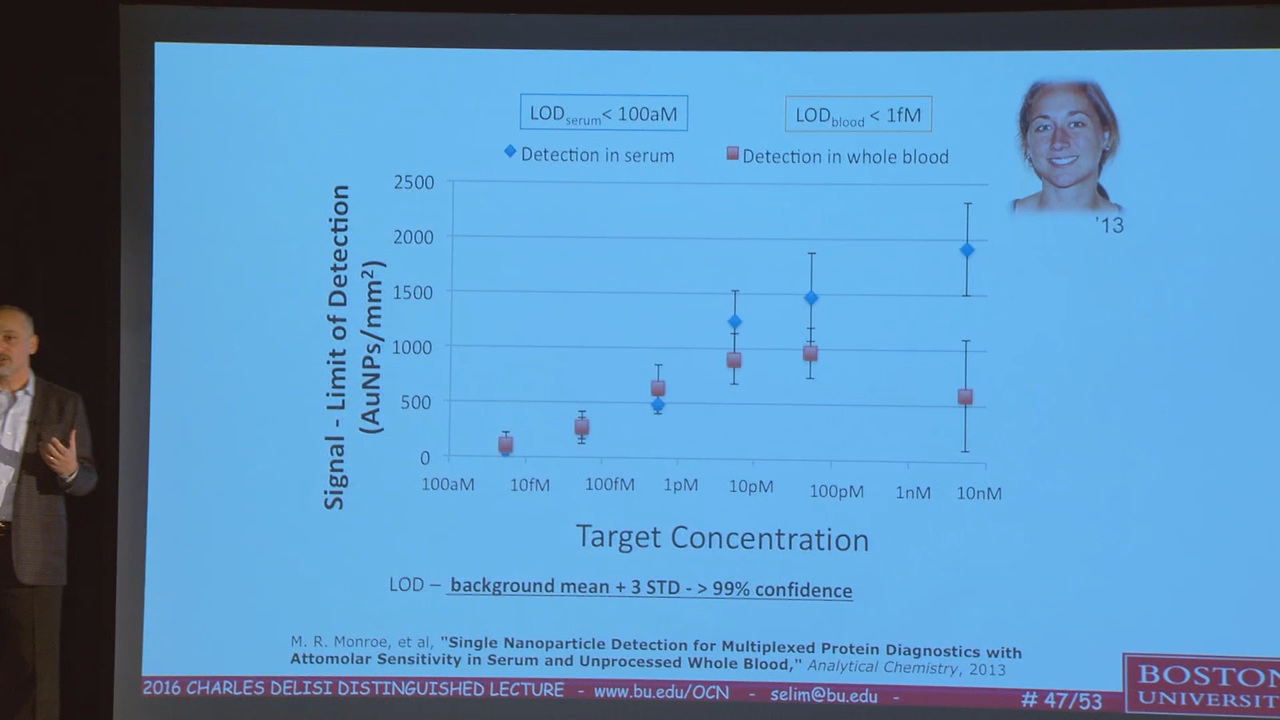 LODserum< 100aM
LODblood < 1fM
Detection in serum
Detection in whole blood
'13
Signal - Limit of Detection
(AuNPs/mm²)
2500
2000
1500
1000
500
0
100aM 10fM 100fM 1pM 10pM 100pM 1nM 10nM
Target Concentration
LOD – background mean + 3 STD - > 99% confidence
M. R. Monroe, et al, "Single Nanoparticle Detection for Multiplexed Protein Diagnostics with
Attomolar Sensitivity in Serum and Unprocessed Whole Blood," Analytical Chemistry, 2013
2016 CHARLES DELISI DISTINGUISHED LECTURE - www.bu.edu/OCN - selim@bu.edu -
# 47/53
BOSTON
UNIVERSIT